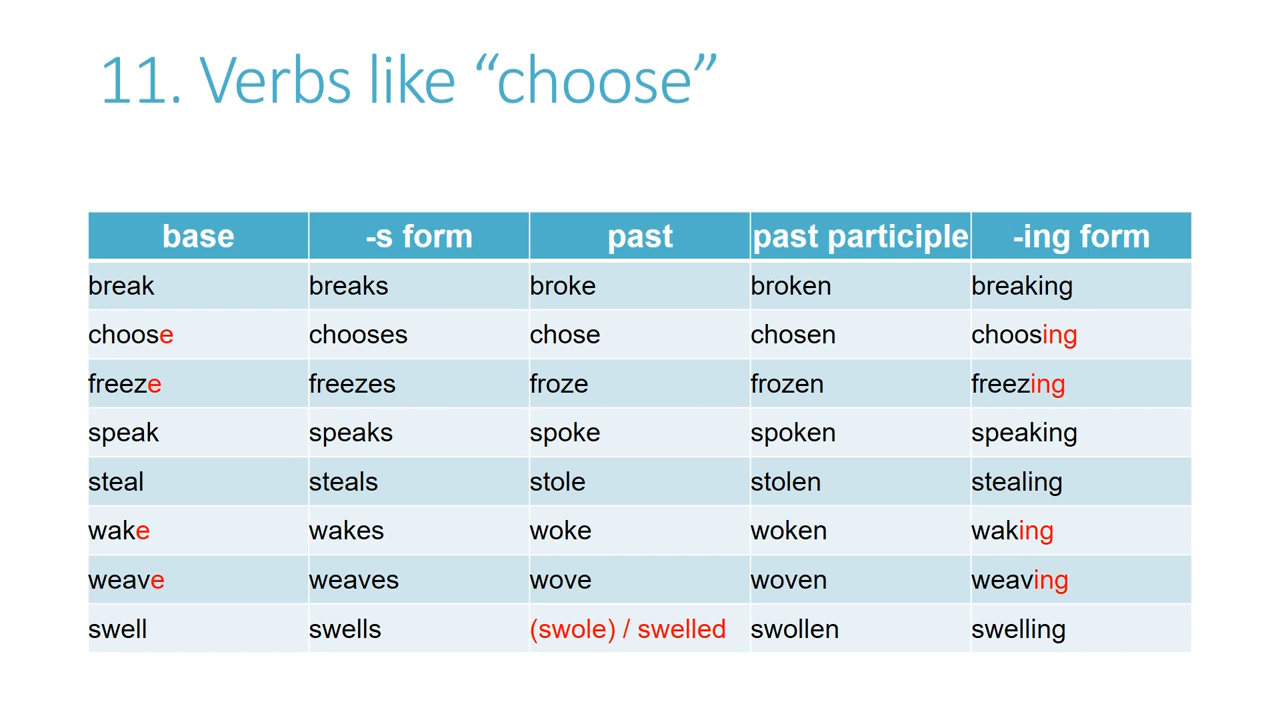 11. Verbs like “choose”
base -s form past past participle -ing form
break breaks broke broken breaking
choose chooses chose chosen choosing
freeze freezes froze frozen freezing
speak speaks spoke spoken speaking
steal steals stole stolen stealing
wake wakes woke woken waking
weave weaves wove woven weaving
swell swells (swole) / swelled swollen swelling